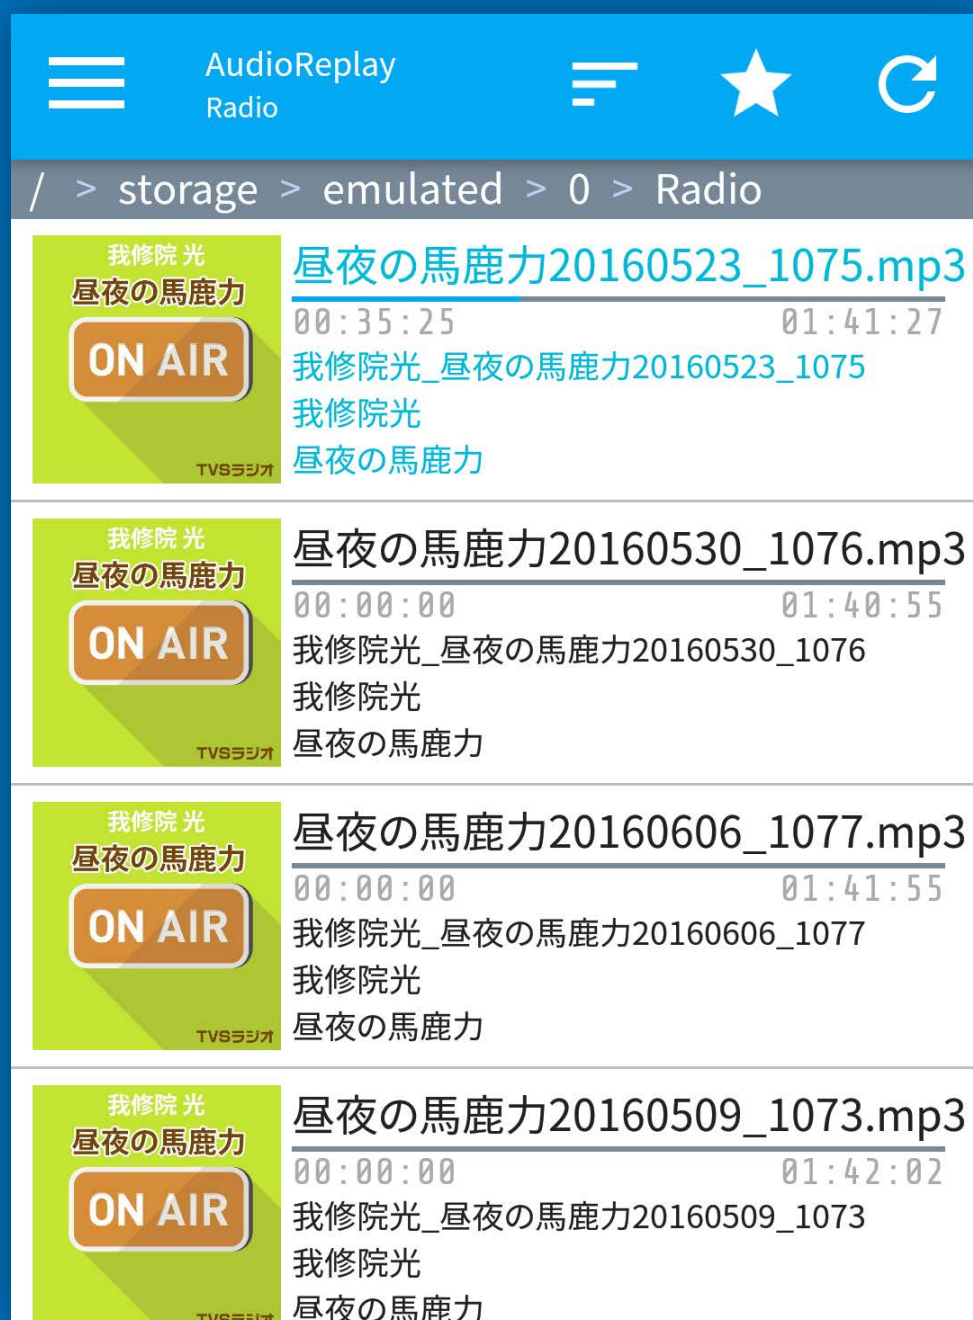 AudioReplay
Radio
/ > storage > emulated > 0 > Radio
我修院 光
昼夜の馬鹿力
ON AIR
TVSラジオ
昼夜の馬鹿力20160523_1075.mp3
00:35:25 01:41:27
我修院光_昼夜の馬鹿力20160523_1075
我修院光
昼夜の馬鹿力
我修院 光
昼夜の馬鹿力
ON AIR
TVSラジオ
昼夜の馬鹿力20160530_1076.mp3
00:00:00 01:40:55
我修院光_昼夜の馬鹿力20160530_1076
我修院光
昼夜の馬鹿力
我修院 光
昼夜の馬鹿力
ON AIR
TVSラジオ
昼夜の馬鹿力20160606_1077.mp3
00:00:00 01:41:55
我修院光_昼夜の馬鹿力20160606_1077
我修院光
昼夜の馬鹿力
我修院 光
昼夜の馬鹿力
ON AIR
TVSラジオ
昼夜の馬鹿力20160509_1073.mp3
00:00:00 01:42:02
我修院光_昼夜の馬鹿力20160509_1073
我修院光
昼夜の馬鹿力